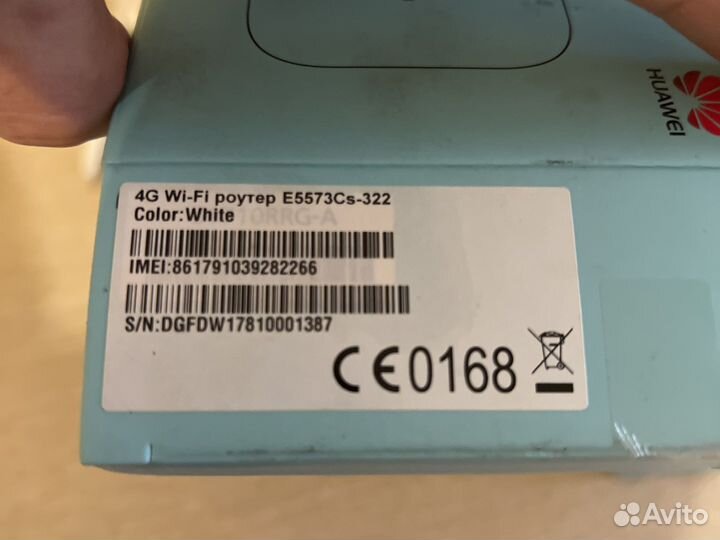 HUAWEI
4G Wi-Fi роутер E5573Cs-322
Color:White
IMEI:861791039282266
S/N:DGFDW17810001387
CE0168
Avito